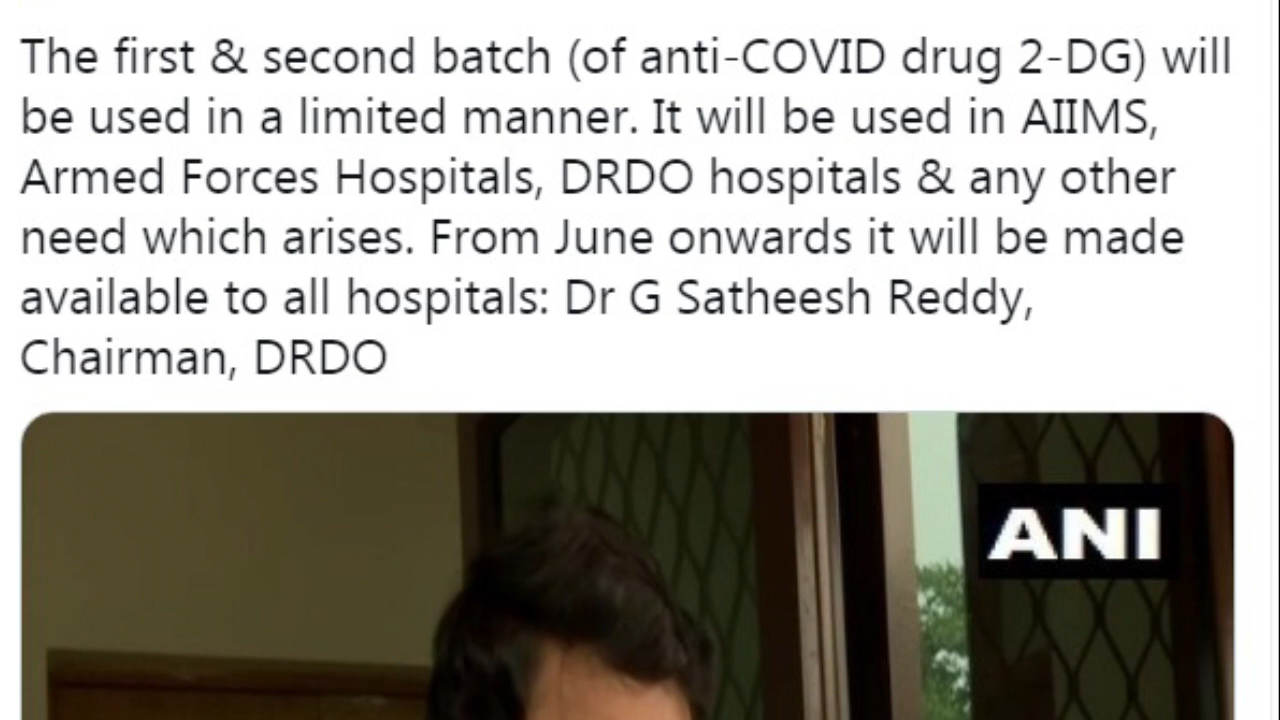 The first & second batch (of anti-COVID drug 2-DG) will
be used in a limited manner. It will be used in AIIMS,
Armed Forces Hospitals, DRDO hospitals & any other
need which arises. From June onwards it will be made
available to all hospitals: Dr G Satheesh Reddy,
Chairman, DRDO
ANI